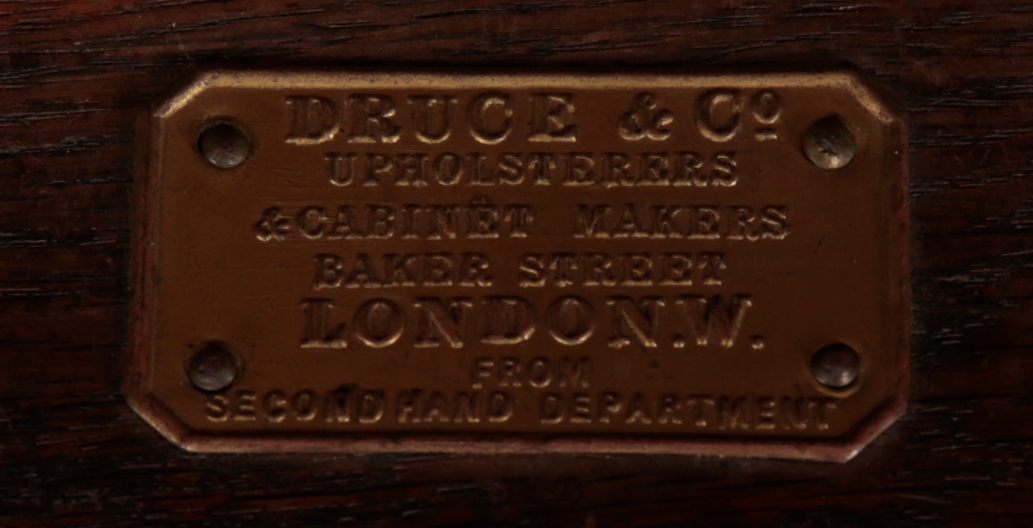 DRUCE & Cº
UPHOLSTERERS
& CABINET MAKERS
BAKER STREET
LONDON.W.
FROM
SECOND HAND DEPARTMENT